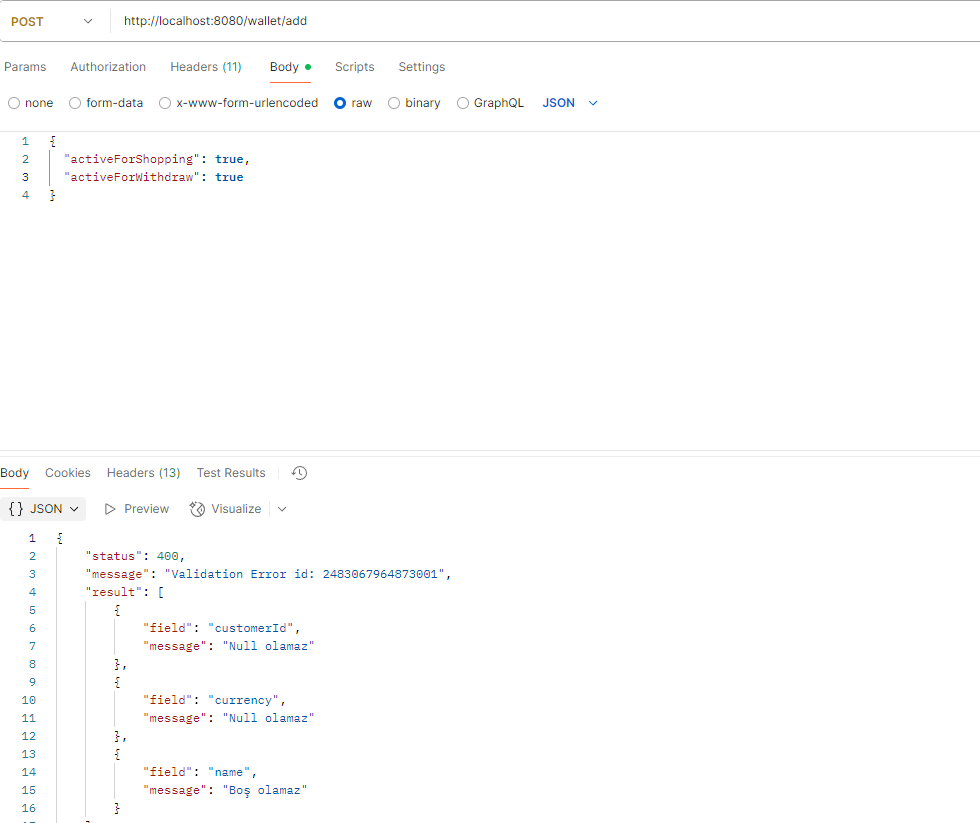 POST http://localhost:8080/wallet/add
Params Authorization Headers (11) Body Scripts Settings
none form-data x-www-form-urlencoded raw binary GraphQL JSON
1 {
2 "activeForShopping": true,
3 "activeForWithdraw": true
4 }
Body Cookies Headers (13) Test Results
{} JSON Preview Visualize
1 {
2 "status": 400,
3 "message": "Validation Error id: 2483067964873001",
4 "result": [
5 {
6 "field": "customerId",
7 "message": "Null olamaz"
8 },
9 {
10 "field": "currency",
11 "message": "Null olamaz"
12 },
13 {
14 "field": "name",
15 "message": "Boş olamaz"
16 }